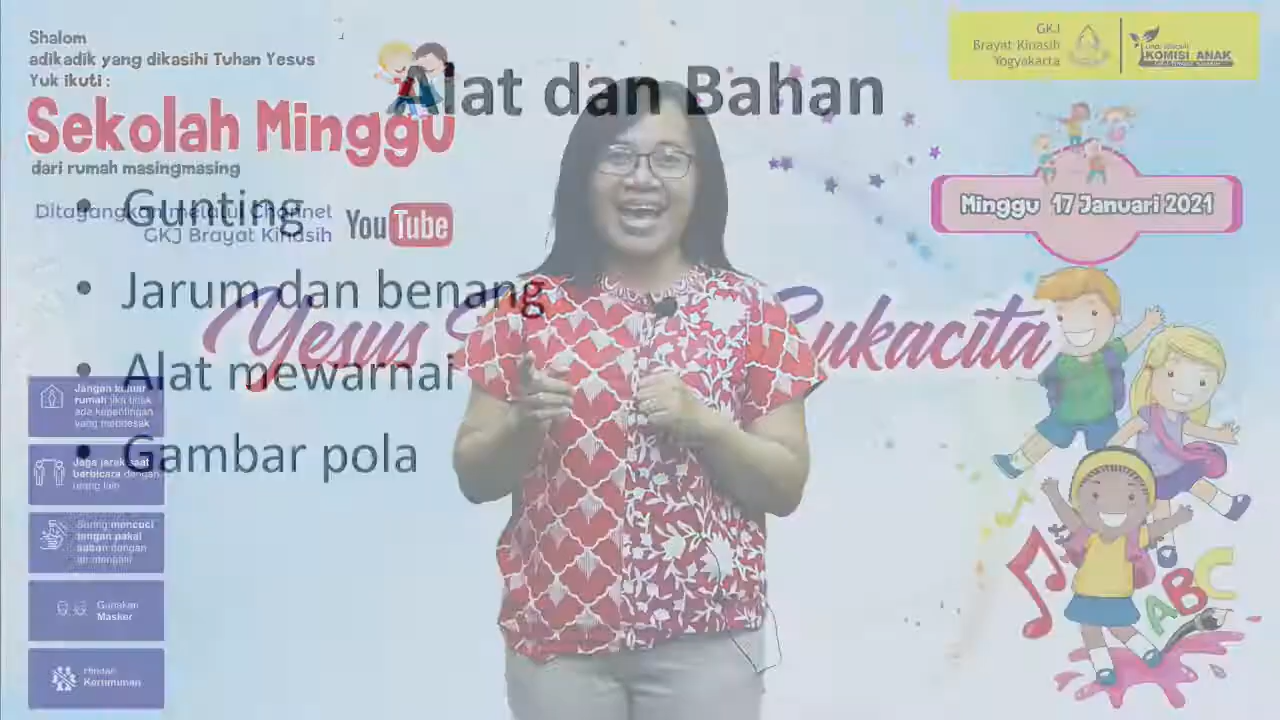 Shalom
adikadik yang dikasihi Tuhan Yesus
Yuk ikuti :
Sekolah Minggu
dari rumah masingmasing
Ditayangkan melalui Channel
GKJ Brayat Kinasih
YouTube
Alat dan Bahan
• Gunting
• Jarum dan benang
• Alat mewarnai
• Gambar pola
GKJ
Brayat Kinasih
Yogyakarta
KOMISI ANAK
Minggu 17 Januari 2021
Yesus
Sukacita
Jangan keluar
rumah jika tidak
ada kepentingan
yang mendesak
Jaga jarak saat
berbicara dengan
orang lain
Sering mencuci
tangan pakai
sabun dengan
air mengalir
Gunakan
Masker
Hindari
Kerumunan
ABC